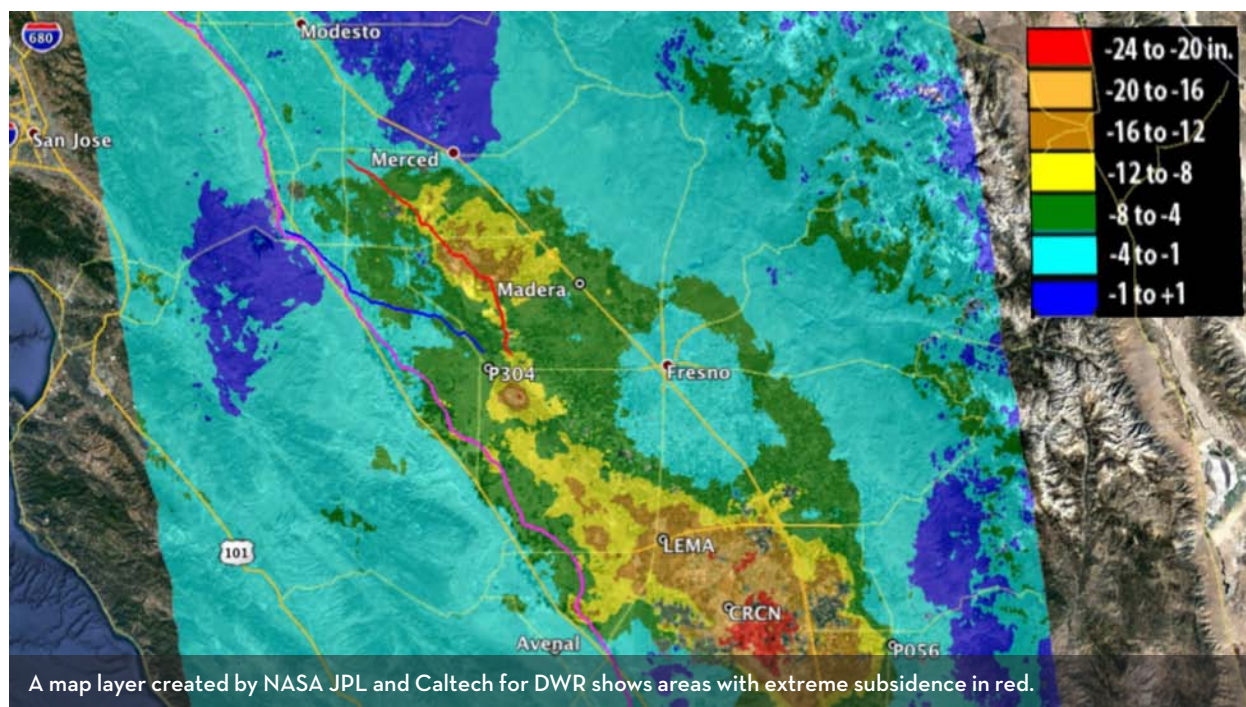 680
Modesto
San Jose
Merced
Madera
P304
Fresno
101
LEMA
CRCN
Avenal
P056
-24 to -20 in.
-20 to -16
-16 to -12
-12 to -8
-8 to -4
-4 to -1
-1 to +1
A map layer created by NASA JPL and Caltech for DWR shows areas with extreme subsidence in red.